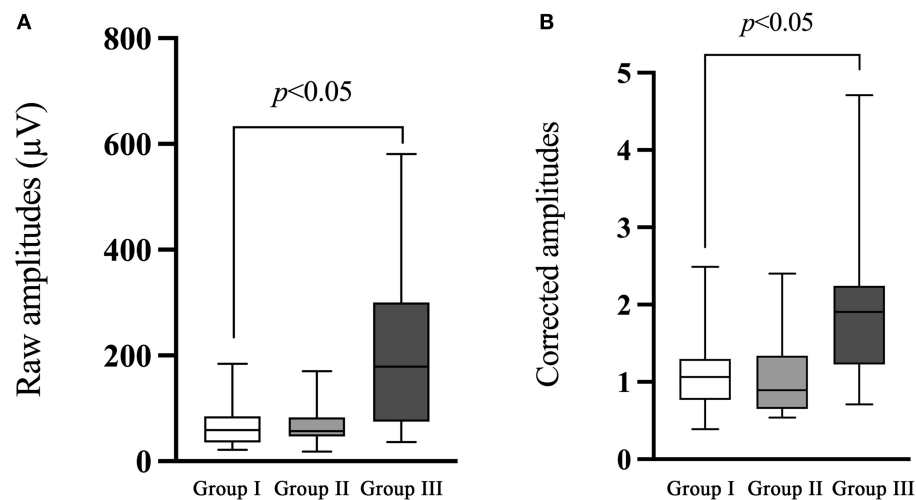 A
Raw amplitudes (µV)
800
600
400
200
0
p<0.05
Group I Group II Group III
B
Corrected amplitudes
5
4
3
2
1
0
p<0.05
Group I Group II Group III